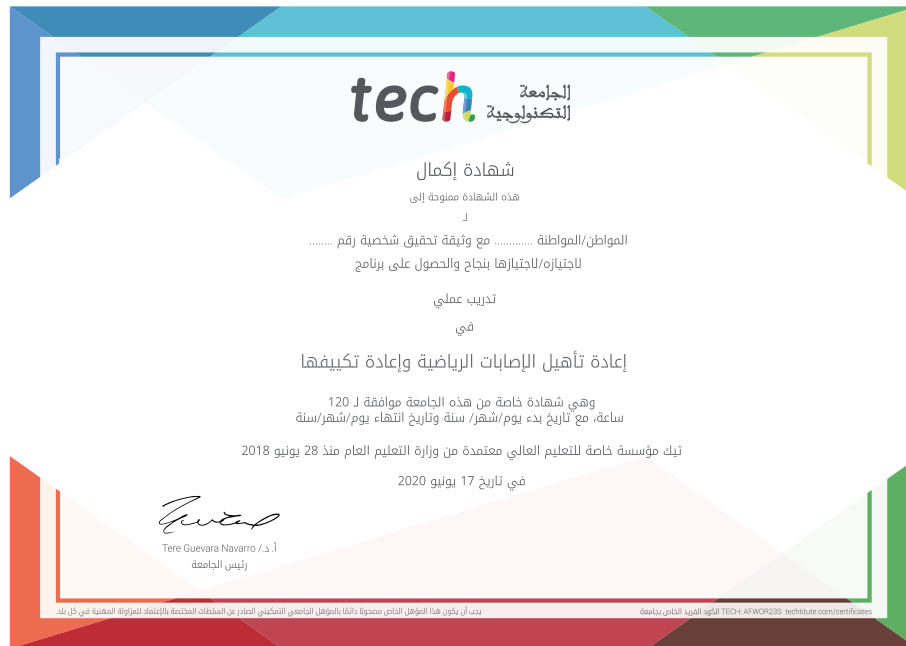 tech الجامعة
التكنولوجية
شهادة إكمال
هذه الشهادة ممنوحة إلى
لـ
المواطن/المواطنة ............. مع وثيقة تحقيق شخصية رقم ........
لاجتيازه/لاجتيازها بنجاح والحصول على برنامج
تدريب عملي
في
إعادة تأهيل الإصابات الرياضية وإعادة تكييفها
وهي شهادة خاصة من هذه الجامعة موافقة لـ 120
ساعة، مع تاريخ بدء يوم/شهر/ سنة وتاريخ انتهاء يوم/شهر/سنة
تيك مؤسسة خاصة للتعليم العالي معتمدة من وزارة التعليم العام منذ 28 يونيو 2018
في تاريخ 17 يونيو 2020
أ.د./ Tere Guevara Navarro
رئيس الجامعة
يجب أن يكون هذا المؤهل الخاص مصحوبًا دائمًا بالمؤهل الجامعي التمكيني الصادر عن السلطات المختصة بالإعتماد للمزاولة المهنية في كل بلد.
الكود الفريد الخاص بجامعة TECH: AFWOR23S techtitute.com/certificates